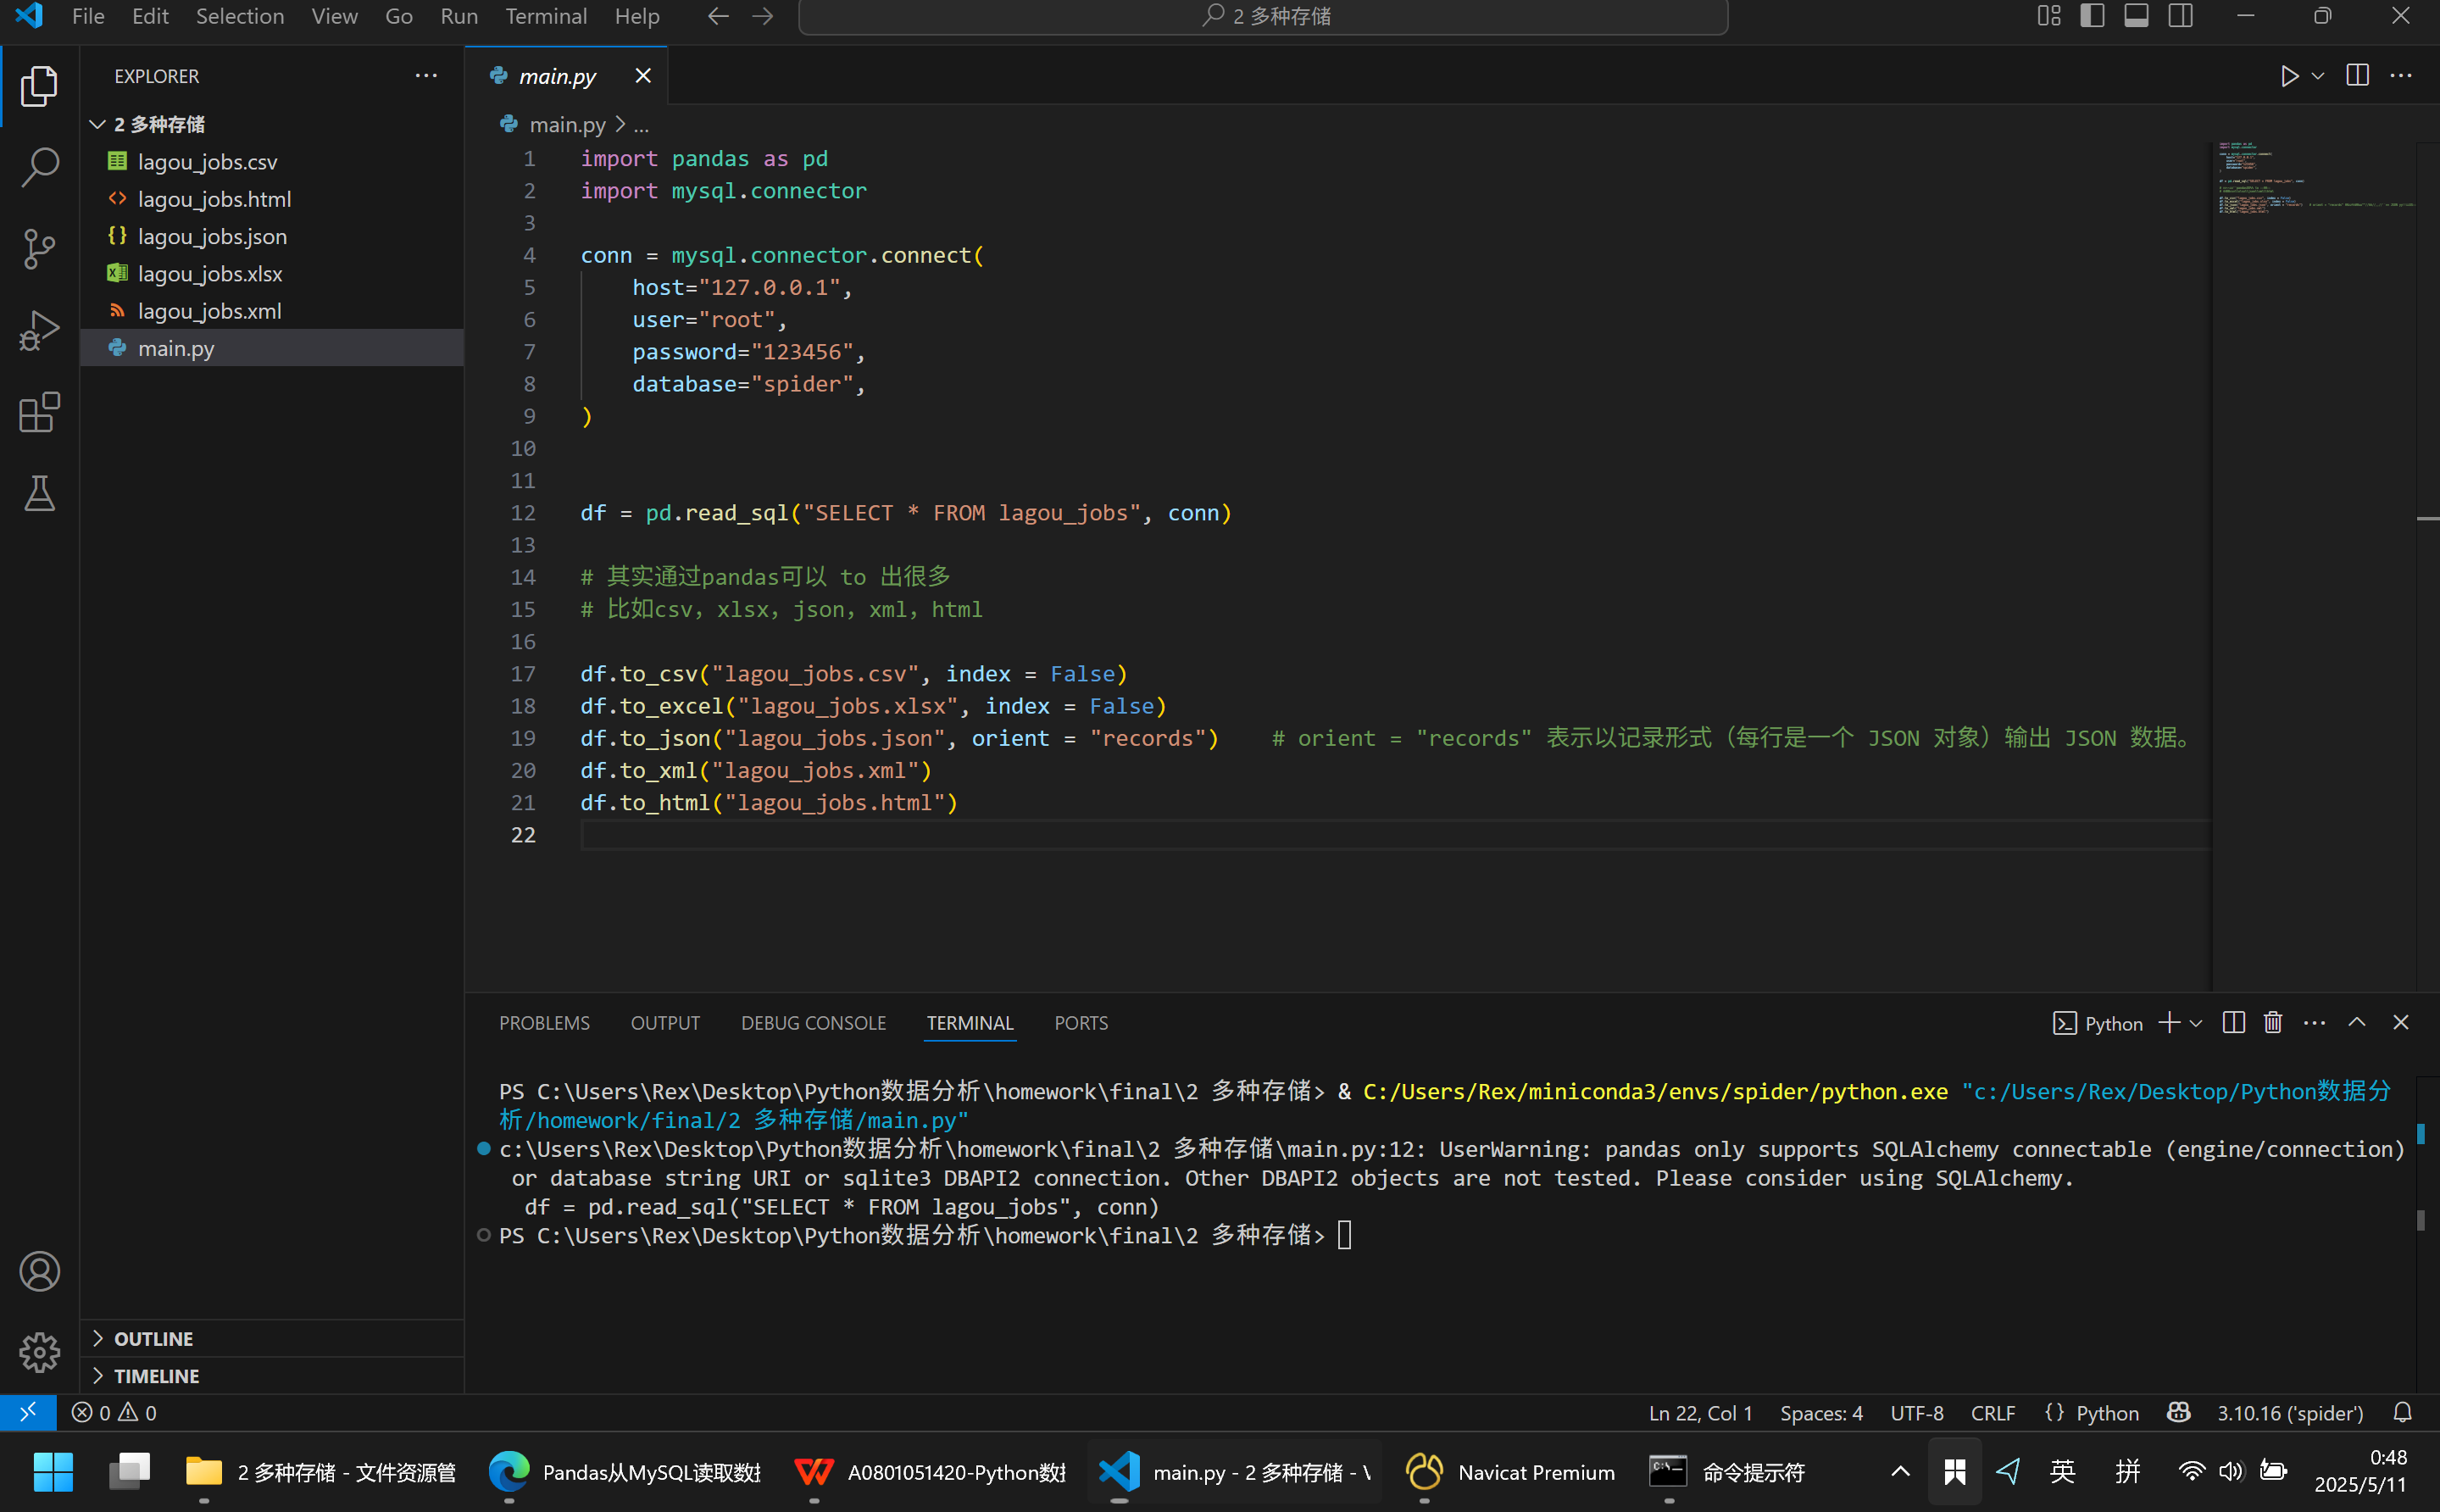 File Edit Selection View Go Run Terminal Help
2 多种存储
EXPLORER
2 多种存储
lagou_jobs.csv
lagou_jobs.html
lagou_jobs.json
lagou_jobs.xlsx
lagou_jobs.xml
main.py
OUTLINE
TIMELINE
main.py
main.py > ...
1 import pandas as pd
2 import mysql.connector
3
4 conn = mysql.connector.connect(
5     host="127.0.0.1",
6     user="root",
7     password="123456",
8     database="spider",
9 )
10
11
12 df = pd.read_sql("SELECT * FROM lagou_jobs", conn)
13
14 # 其实通过pandas可以 to 出很多
15 # 比如csv，xlsx，json，xml，html
16
17 df.to_csv("lagou_jobs.csv", index = False)
18 df.to_excel("lagou_jobs.xlsx", index = False)
19 df.to_json("lagou_jobs.json", orient = "records")    # orient = "records" 表示以记录形式（每行是一个 JSON 对象）输出 JSON 数据。
20 df.to_xml("lagou_jobs.xml")
21 df.to_html("lagou_jobs.html")
22
PROBLEMS OUTPUT DEBUG CONSOLE TERMINAL PORTS
Python
PS C:\Users\Rex\Desktop\Python数据分析\homework\final\2 多种存储> & C:/Users/Rex/miniconda3/envs/spider/python.exe "c:/Users/Rex/Desktop/Python数据分
析/homework/final/2 多种存储/main.py"
c:\Users\Rex\Desktop\Python数据分析\homework\final\2 多种存储\main.py:12: UserWarning: pandas only supports SQLAlchemy connectable (engine/connection)
or database string URI or sqlite3 DBAPI2 connection. Other DBAPI2 objects are not tested. Please consider using SQLAlchemy.
df = pd.read_sql("SELECT * FROM lagou_jobs", conn)
PS C:\Users\Rex\Desktop\Python数据分析\homework\final\2 多种存储>
0 0
Ln 22, Col 1 Spaces: 4 UTF-8 CRLF {} Python 3.10.16 ('spider')
2 多种存储 - 文件资源管 Pandas从MySQL读取数据 A0801051420-Python数据 main.py - 2 多种存储 - V Navicat Premium 命令提示符 英 拼
0:48
2025/5/11